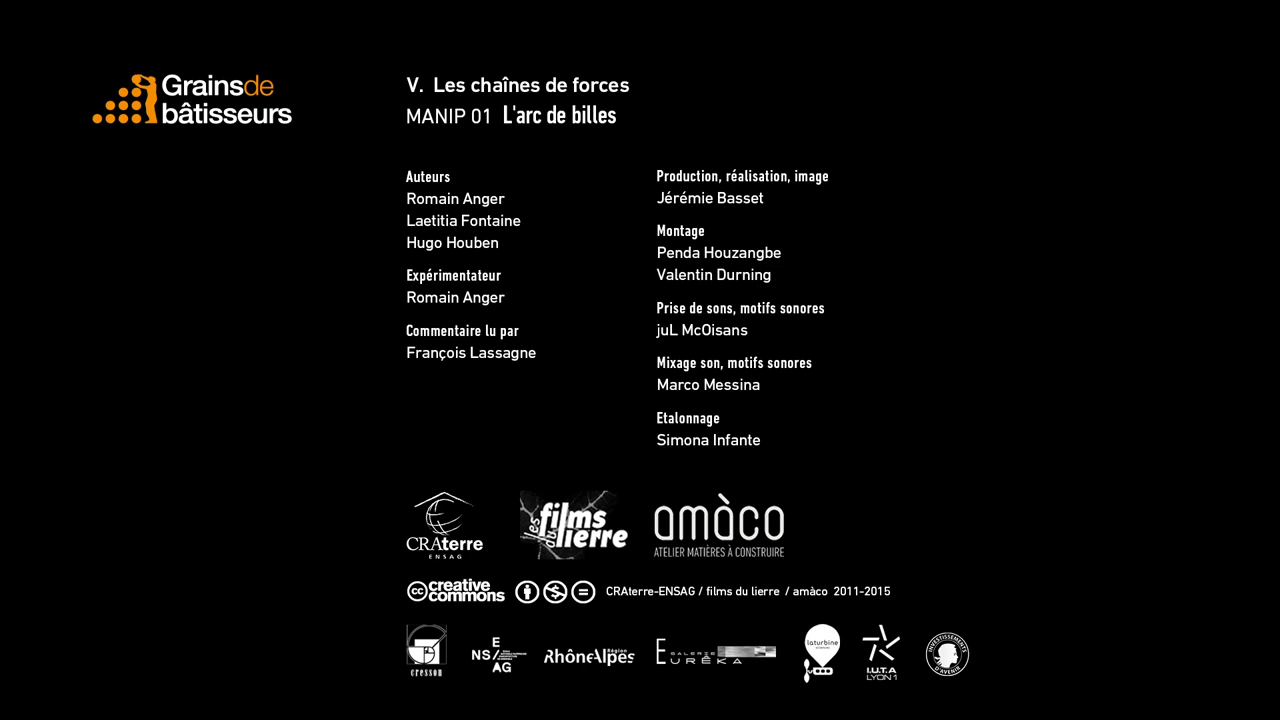 Grainsde
bâtisseurs
V. Les chaînes de forces
MANIP 01 L'arc de billes
Auteurs
Romain Anger
Laetitia Fontaine
Hugo Houben
Expérimentateur
Romain Anger
Commentaire lu par
François Lassagne
Production, réalisation, image
Jérémie Basset
Montage
Penda Houzangbe
Valentin Durning
Prise de sons, motifs sonores
juL McOisans
Mixage son, motifs sonores
Marco Messina
Etalonnage
Simona Infante
CRAterre
ENSAG
les films
du lierre
amàco
ATELIER MATIÈRES À CONSTRUIRE
cc creative
commons
CRAterre-ENSAG / films du lierre / amàco 2011-2015
cresson
E
NS/
AG
Région
RhôneAlpes
GALERIE
EURÊKA
laturbine
I.U.T.A
LYON 1
INVESTISSEMENTS
D'AVENIR